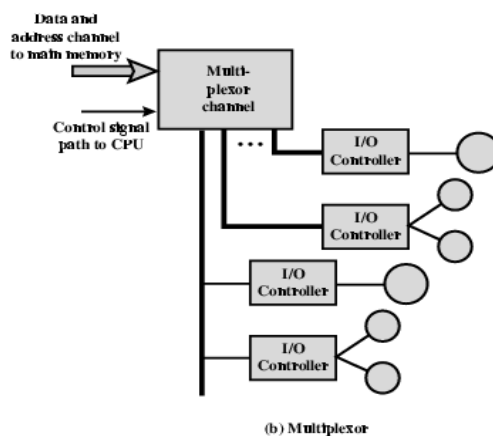 Data and
address channel
to main memory
Multi-
plexor
channel
Control signal
path to CPU
I/O
Controller
I/O
Controller
I/O
Controller
I/O
Controller
(b) Multiplexor